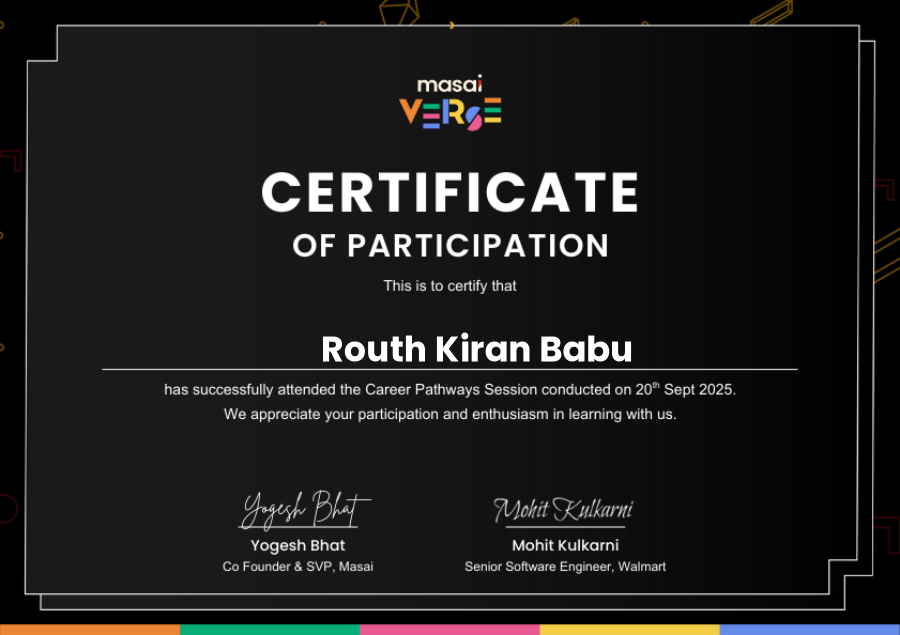 masai
VERSE
CERTIFICATE
OF PARTICIPATION
This is to certify that
Routh Kiran Babu
has successfully attended the Career Pathways Session conducted on 20th Sept 2025.
We appreciate your participation and enthusiasm in learning with us.
Yogesh Bhat Mohit Kulkarni
Yogesh Bhat Mohit Kulkarni
Co Founder & SVP, Masai Senior Software Engineer, Walmart